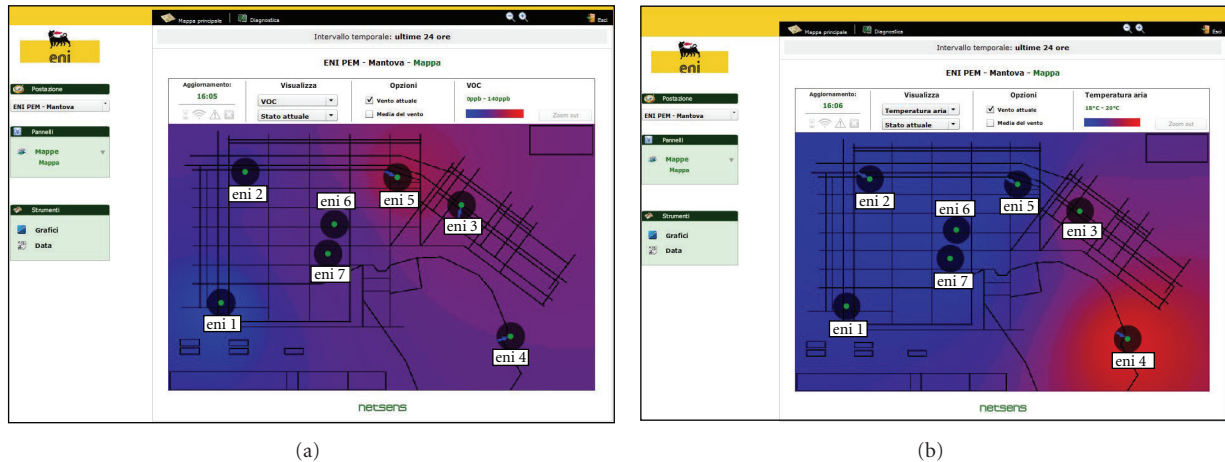 Mappa principale
Diagnostica
Esci
eni
Intervallo temporale: ultime 24 ore
ENI PEM - Mantova - Mappa
Postazione
ENI PEM - Mantova
Pannelli
Mappe
Mappa
Strumenti
Grafici
Data
Aggiornamento:
16:05
Visualizza
VOC
Stato attuale
Opzioni
Vento attuale
Media del vento
VOC
0ppb - 140ppb
Zoom out
eni 2
eni 5
eni 6
eni 3
eni 7
eni 1
eni 4
netsens
(a)
Mappa principale
Diagnostica
Esci
eni
Intervallo temporale: ultime 24 ore
ENI PEM - Mantova - Mappa
Postazione
ENI PEM - Mantova
Pannelli
Mappe
Mappa
Strumenti
Grafici
Data
Aggiornamento:
16:06
Visualizza
Temperatura aria
Stato attuale
Opzioni
Vento attuale
Media del vento
Temperatura aria
18°C - 20°C
Zoom out
eni 2
eni 5
eni 6
eni 3
eni 7
eni 1
eni 4
netsens
(b)